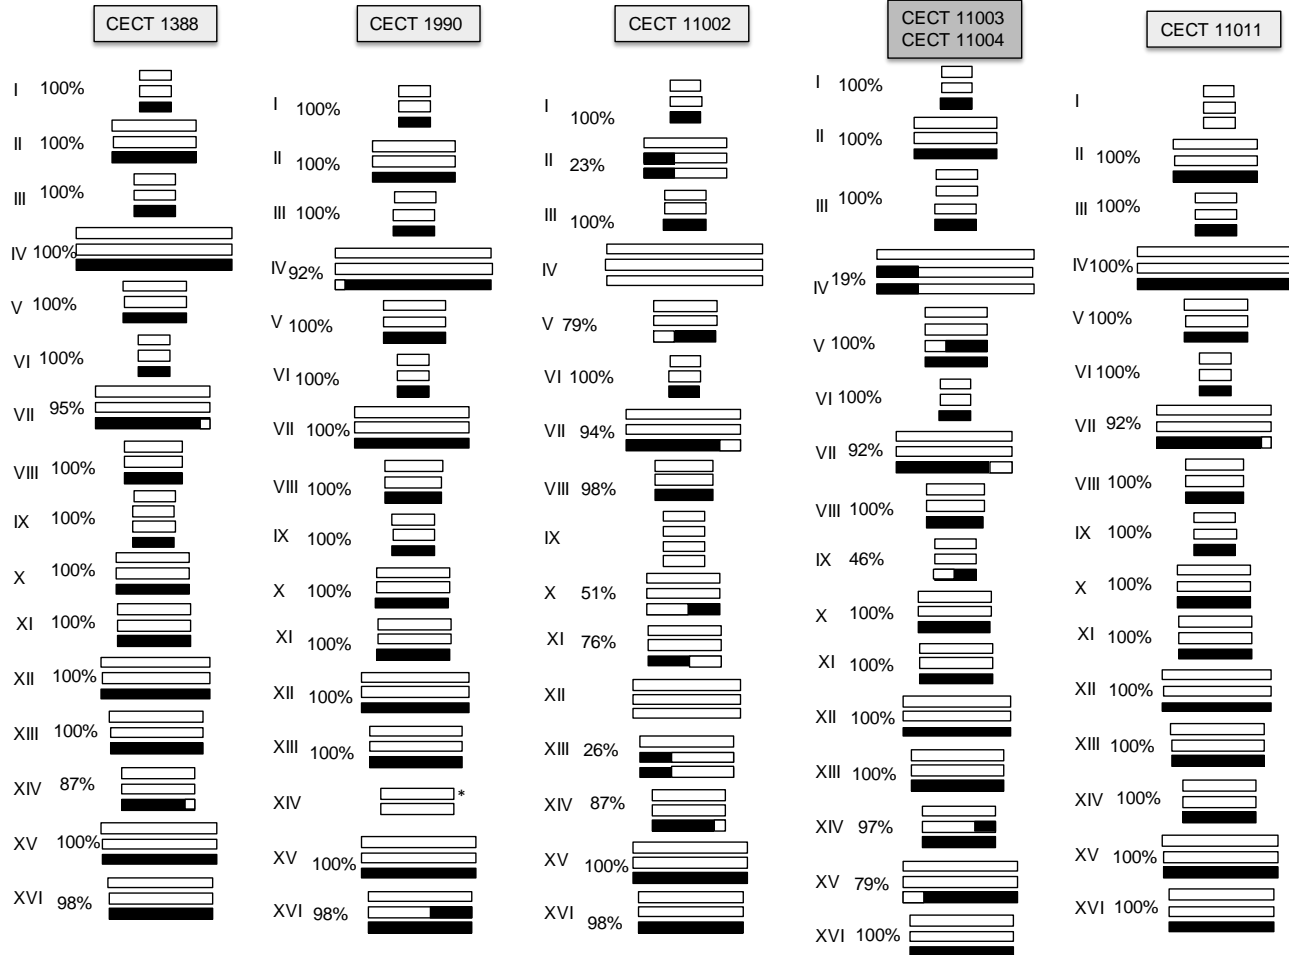 CECT 1388
I 100%
II 100%
III 100%
IV 100%
V 100%
VI 100%
VII 95%
VIII 100%
IX 100%
X 100%
XI 100%
XII 100%
XIII 100%
XIV 87%
XV 100%
XVI 98%
CECT 1990
I 100%
II 100%
III 100%
IV 92%
V 100%
VI 100%
VII 100%
VIII 100%
IX 100%
X 100%
XI 100%
XII 100%
XIII 100%
XIV *
XV 100%
XVI 98%
CECT 11002
I 100%
II 23%
III 100%
IV
V 79%
VI 100%
VII 94%
VIII 98%
IX
X 51%
XI 76%
XII
XIII 26%
XIV 87%
XV 100%
XVI 98%
CECT 11003
CECT 11004
I 100%
II 100%
III 100%
IV 19%
V 100%
VI 100%
VII 92%
VIII 100%
IX 46%
X 100%
XI 100%
XII 100%
XIII 100%
XIV 97%
XV 79%
XVI 100%
CECT 11011
I
II 100%
III 100%
IV 100%
V 100%
VI 100%
VII 92%
VIII 100%
IX 100%
X 100%
XI 100%
XII 100%
XIII 100%
XIV 100%
XV 100%
XVI 100%